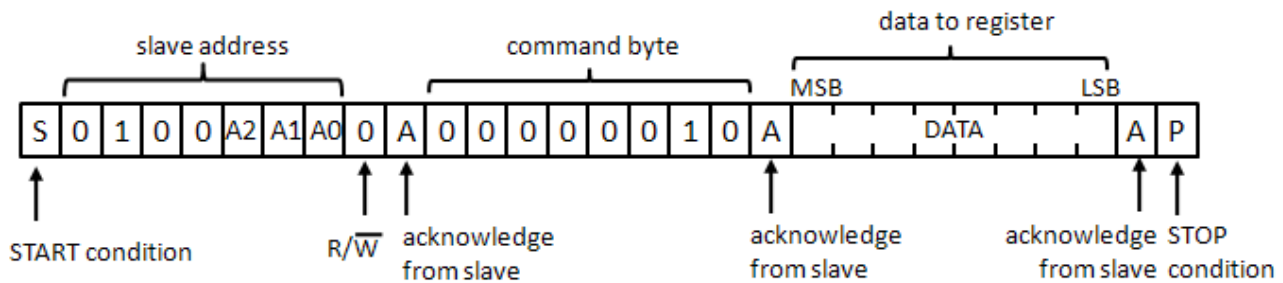 slave address command byte data to register
MSB LSB
S 0 1 0 0 A2 A1 A0 0 A 0 0 0 0 0 0 1 0 A DATA A P
START condition R/W̅ acknowledge from slave acknowledge from slave acknowledge from slave STOP condition